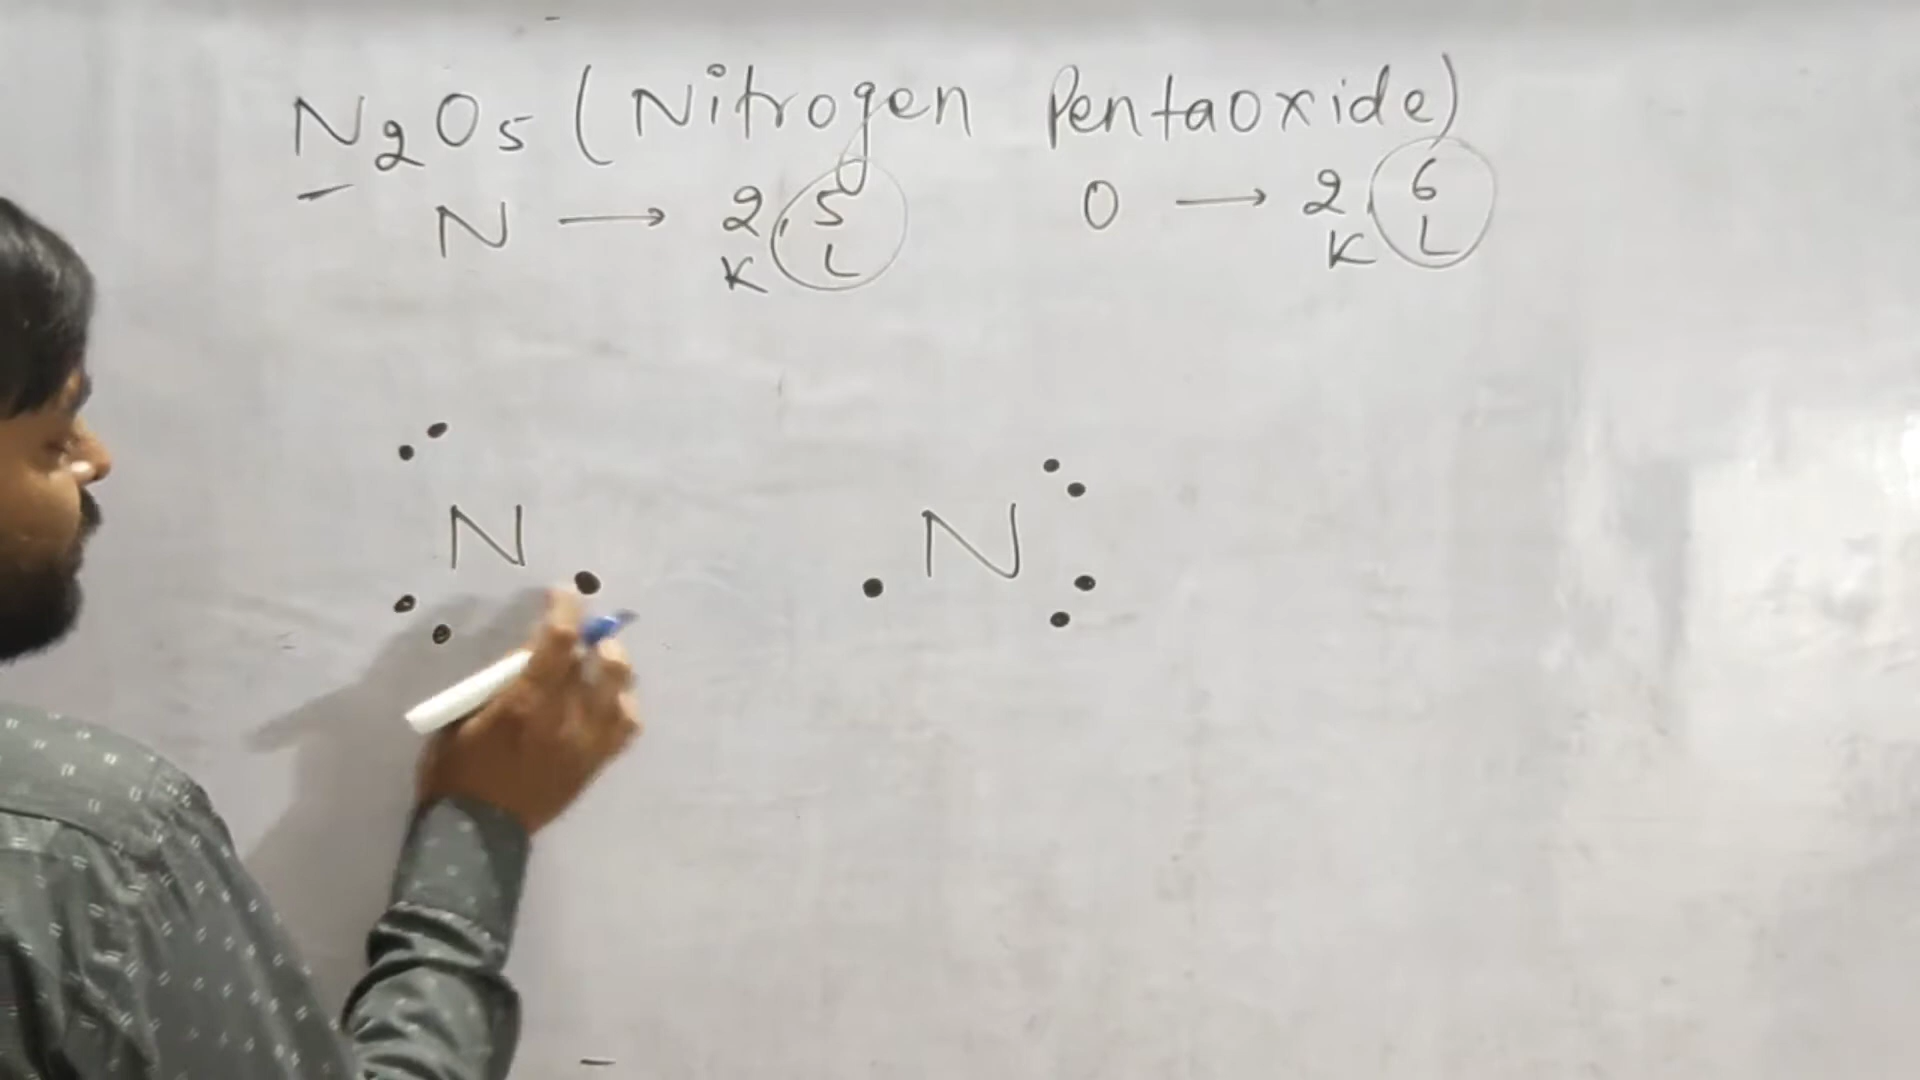 N2O5 (Nitrogen Pentaoxide)
N → 2, 5 O → 2, 6
K L K L
N N